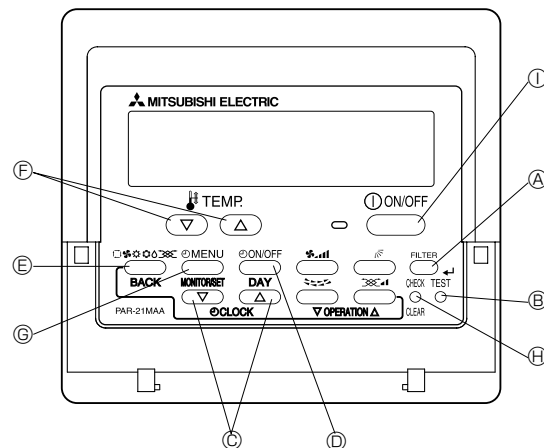 MITSUBISHI ELECTRIC
TEMP.
ON/OFF
I
F
A
MENU
ON/OFF
FILTER
E
BACK
MONITOR/SET
DAY
CHECK
TEST
B
G
PAR-21MAA
CLOCK
OPERATION
CLEAR
H
C
D